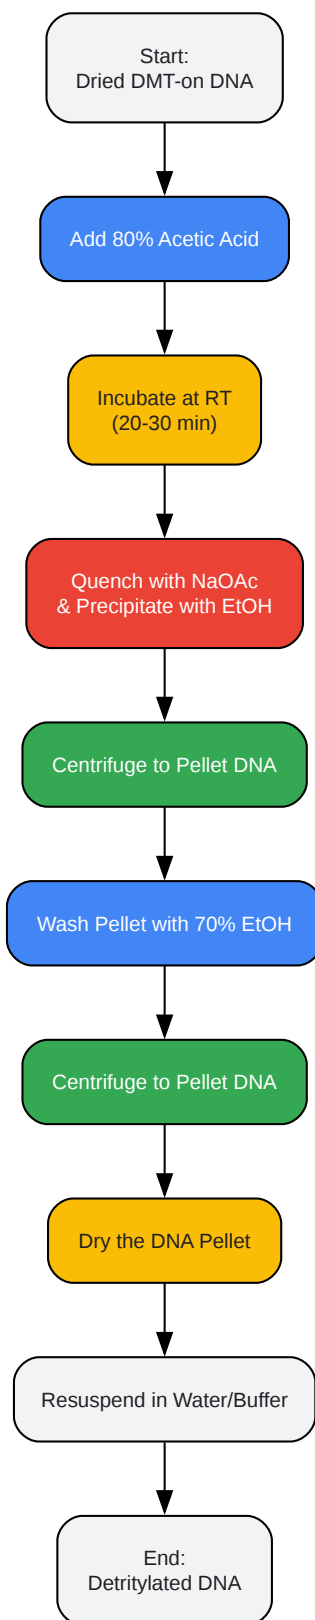 Start:
Dried DMT-on DNA
Add 80% Acetic Acid
Incubate at RT
(20-30 min)
Quench with NaOAc
& Precipitate with EtOH
Centrifuge to Pellet DNA
Wash Pellet with 70% EtOH
Centrifuge to Pellet DNA
Dry the DNA Pellet
Resuspend in Water/Buffer
End:
Detritylated DNA